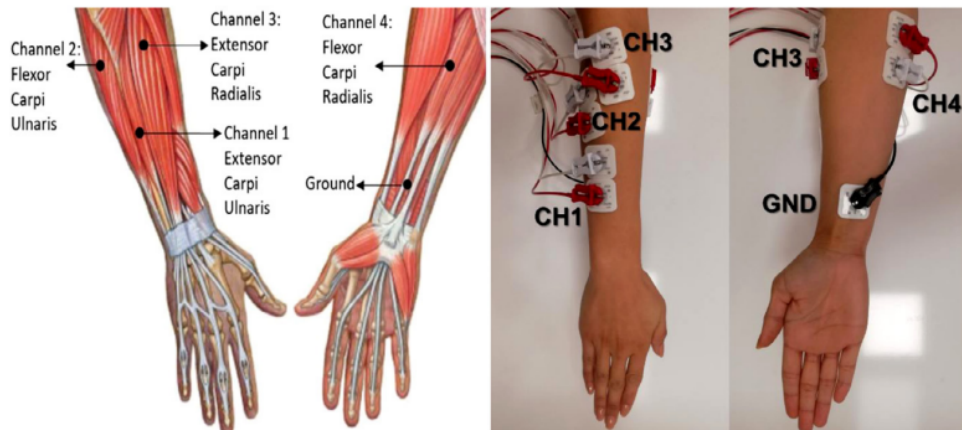 Channel 2:
Flexor
Carpi
Ulnaris
Channel 3:
Extensor
Carpi
Radialis
Channel 1
Extensor
Carpi
Ulnaris
Channel 4:
Flexor
Carpi
Radialis
Ground
CH3
CH2
CH1
CH3
CH4
GND